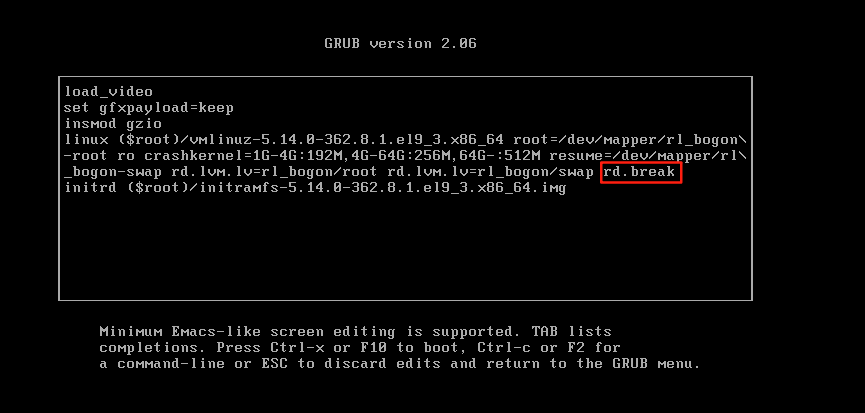 GRUB version 2.06
load_video
set gfxpayload=keep
insmod gzio
linux ($root)/vmlinuz-5.14.0-362.8.1.el9_3.x86_64 root=/dev/mapper/rl_bogon\
-root ro crashkernel=1G-4G:192M,4G-64G:256M,64G-:512M resume=/dev/mapper/rl\
_bogon-swap rd.lvm.lv=rl_bogon/root rd.lvm.lv=rl_bogon/swap rd.break
initrd ($root)/initramfs-5.14.0-362.8.1.el9_3.x86_64.img
Minimum Emacs-like screen editing is supported. TAB lists
completions. Press Ctrl-x or F10 to boot, Ctrl-c or F2 for
a command-line or ESC to discard edits and return to the GRUB menu.